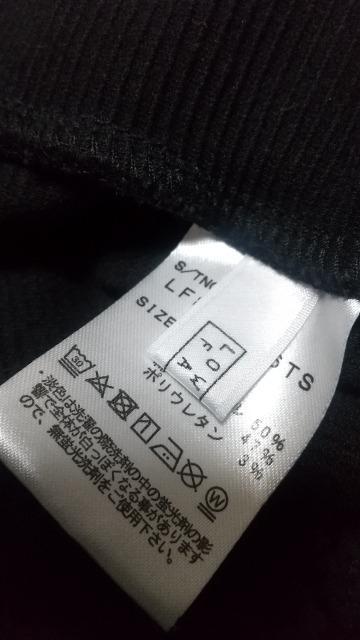 S/TNO
LF
STS
SIZE
L
F O
M
A
50%
47%
ポリウレタン 3%
30
W
・淡色は洗濯の際洗剤の中の蛍光剤の影
響で全体が白っぽくなる事があります
ので、無蛍光洗剤をご使用下さい。